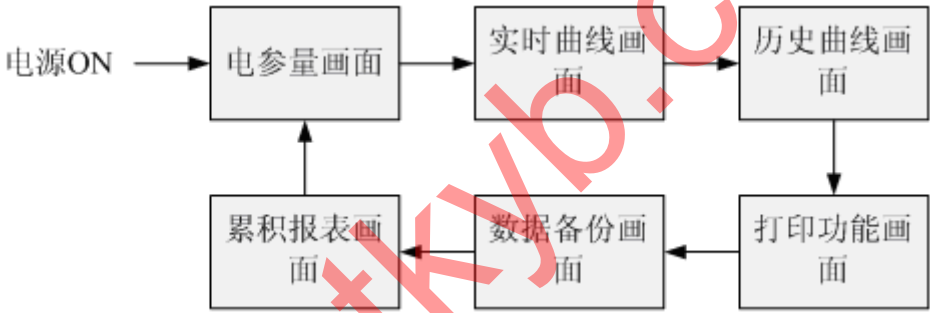 电源ON
电参量画面
实时曲线画
面
历史曲线画
面
打印功能画
面
数据备份画
面
累积报表画
面
tkyb.c